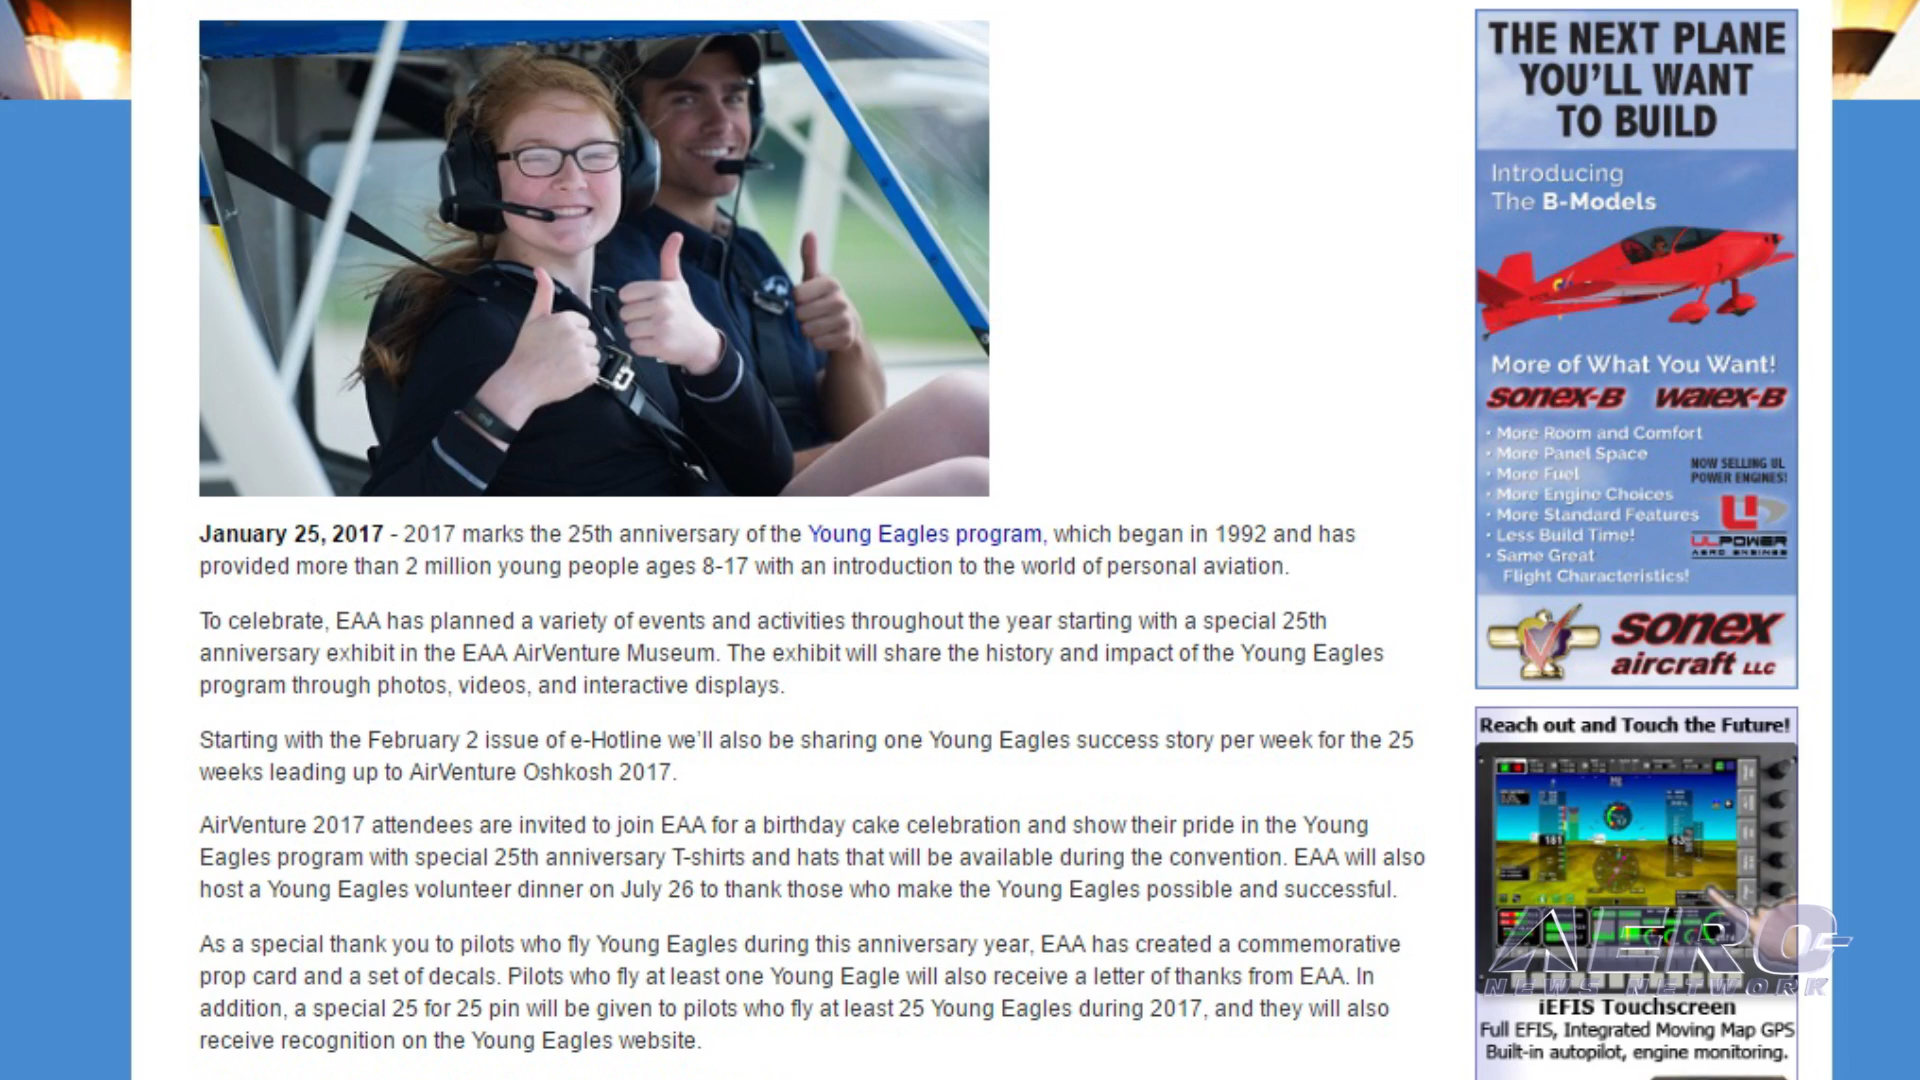 January 25, 2017 - 2017 marks the 25th anniversary of the Young Eagles program, which began in 1992 and has
provided more than 2 million young people ages 8-17 with an introduction to the world of personal aviation.
To celebrate, EAA has planned a variety of events and activities throughout the year starting with a special 25th
anniversary exhibit in the EAA AirVenture Museum. The exhibit will share the history and impact of the Young Eagles
program through photos, videos, and interactive displays.
Starting with the February 2 issue of e-Hotline we'll also be sharing one Young Eagles success story per week for the 25
weeks leading up to AirVenture Oshkosh 2017.
AirVenture 2017 attendees are invited to join EAA for a birthday cake celebration and show their pride in the Young
Eagles program with special 25th anniversary T-shirts and hats that will be available during the convention. EAA will also
host a Young Eagles volunteer dinner on July 26 to thank those who make the Young Eagles possible and successful.
As a special thank you to pilots who fly Young Eagles during this anniversary year, EAA has created a commemorative
prop card and a set of decals. Pilots who fly at least one Young Eagle will also receive a letter of thanks from EAA. In
addition, a special 25 for 25 pin will be given to pilots who fly at least 25 Young Eagles during 2017, and they will also
receive recognition on the Young Eagles website.
THE NEXT PLANE
YOU'LL WANT
TO BUILD
Introducing
The B-Models
More of What You Want!
sonex-B waiex-B
· More Room and Comfort
· More Panel Space
· More Fuel
· More Engine Choices
· More Standard Features
· Less Build Time!
· Same Great
Flight Characteristics!
NOW SELLING UL
POWER ENGINES!
UL
ULPOWER
AERO ENGINES
sonex
aircraft LLC
Reach out and Touch the Future!
AERO
NEWS NETWORK
iEFIS Touchscreen
Full EFIS, Integrated Moving Map GPS
Built-in autopilot, engine monitoring.